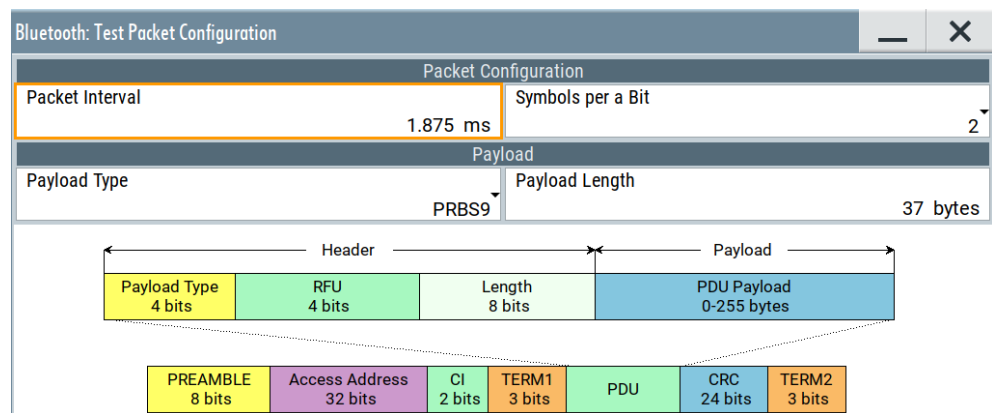 Bluetooth: Test Packet Configuration
Packet Configuration
Packet Interval
1.875 ms
Symbols per a Bit
2
Payload
Payload Type
PRBS9
Payload Length
37 bytes
Header
Payload
Payload Type
4 bits
RFU
4 bits
Length
8 bits
PDU Payload
0-255 bytes
PREAMBLE
8 bits
Access Address
32 bits
CI
2 bits
TERM1
3 bits
PDU
CRC
24 bits
TERM2
3 bits